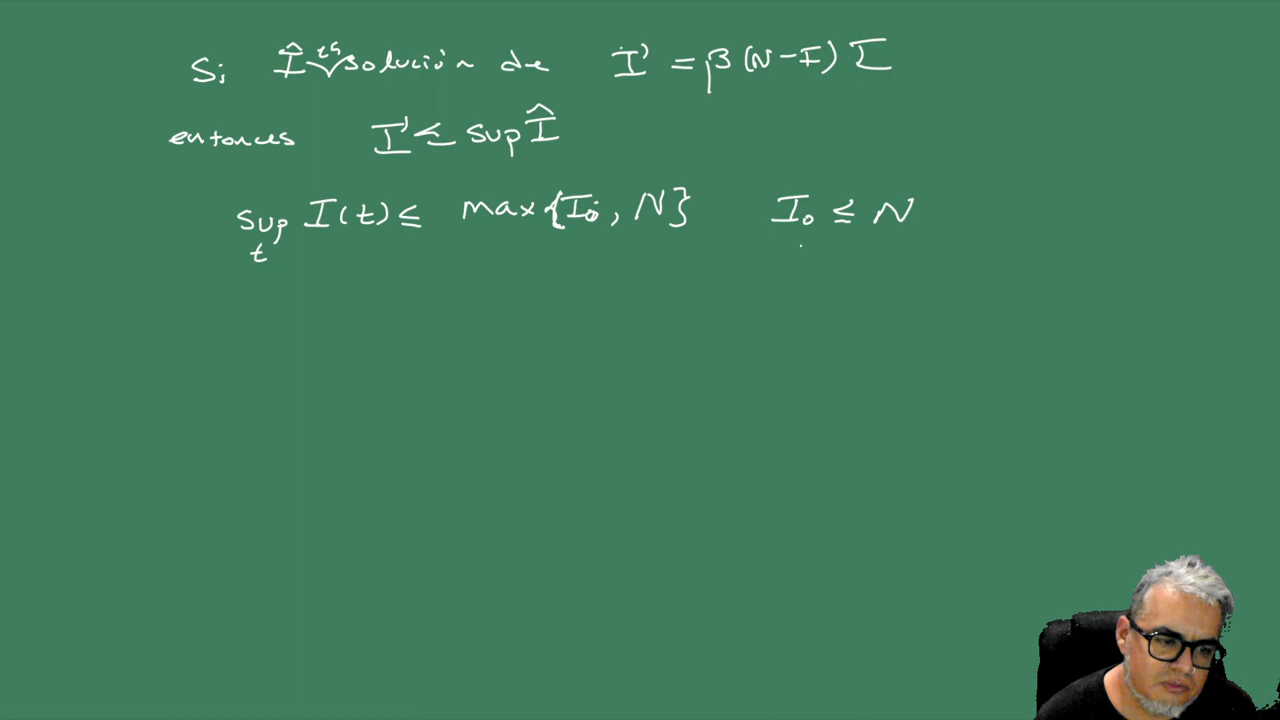 Si Î es solución de I' = β(N-I) I
entonces I' ≤ sup Î
sup I(t) ≤ max{I₀, N} I₀ ≤ N
t